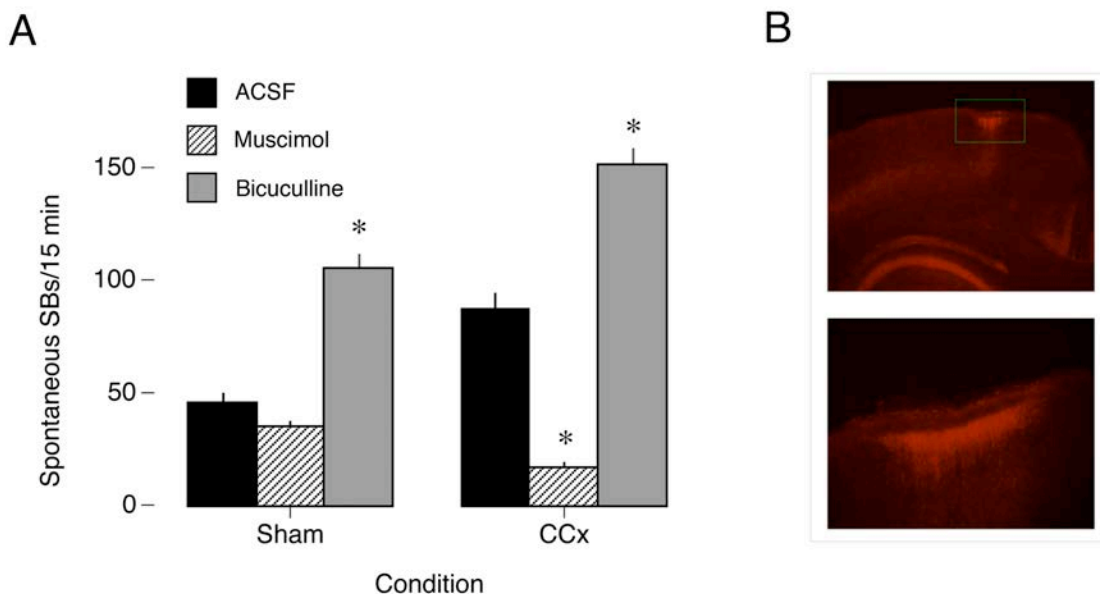 A
ACSF
Muscimol
Bicuculline
Spontaneous SBs/15 min
150
100
50
0
*
*
*
Sham
CCx
Condition
B